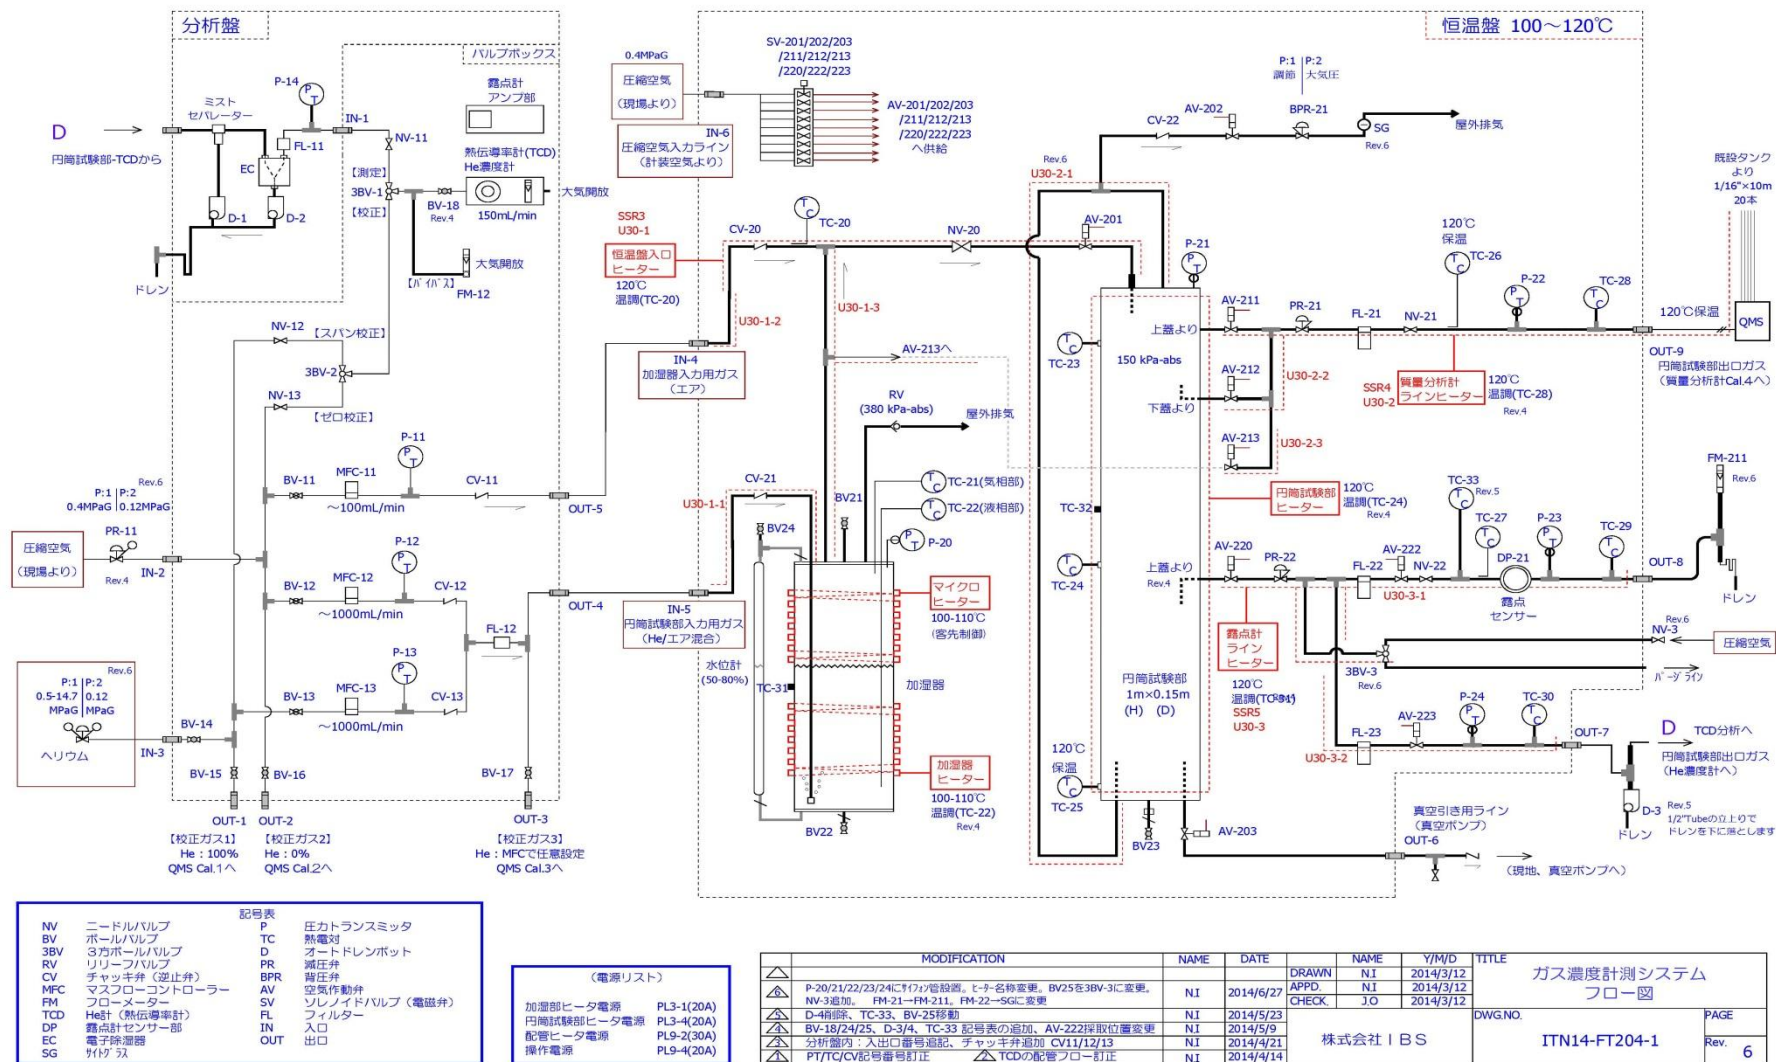 分析盤
バルブボックス
P-14
P T
ミスト
セパレーター
IN-1
NV-11
FL-11
D
円筒試験部-TCDから
EC
D-1
D-2
ドレン
露点計
アンプ部
熱伝導率計(TCD)
He濃度計
【測定】
3BV-1
【校正】
BV-18
Rev.4
150mL/min
大気開放
大気開放
【バイパス】
FM-12
NV-12
【スパン校正】
3BV-2
NV-13
【ゼロ校正】
P-11
P T
BV-11
MFC-11
CV-11
~100mL/min
OUT-5
P:1 P:2
Rev.6
0.4MPaG 0.12MPaG
PR-11
圧縮空気
(現場より)
Rev.4
IN-2
P-12
P T
BV-12
MFC-12
CV-12
~1000mL/min
FL-12
OUT-4
P-13
P T
BV-13
MFC-13
CV-13
~1000mL/min
Rev.6
P:1 P:2
0.5-14.7 0.12
MPaG MPaG
ヘリウム
IN-3
BV-14
BV-15
BV-16
BV-17
OUT-1
OUT-2
OUT-3
【校正ガス1】
He：100%
QMS Cal.1へ
【校正ガス2】
He：0%
QMS Cal.2へ
【校正ガス3】
He：MFCで任意設定
QMS Cal.3へ
恒温盤 100～120℃
0.4MPaG
圧縮空気
(現場より)
IN-6
圧縮空気入力ライン
(計装空気より)
SV-201/202/203
/211/212/213
/220/222/223
AV-201/202/203
/211/212/213
/220/222/223
へ供給
P:1 P:2
調節 大気圧
CV-22
AV-202
BPR-21
SG
Rev.6
屋外排気
Rev.6
U30-2-1
既設タンク
より
1/16"×10m
20本
SSR3
U30-1
恒温盤入口
ヒーター
120℃
温調(TC-20)
CV-20
T C
TC-20
NV-20
AV-201
P-21
P T
U30-1-2
U30-1-3
IN-4
加湿器入力用ガス
(エア)
AV-213へ
RV
(380 kPa-abs)
屋外排気
AV-211
PR-21
FL-21
NV-21
120℃
保温
TC-26
T C
P-22
P T
TC-28
T C
120℃保温
QMS
OUT-9
円筒試験部出口ガス
(質量分析計Cal.4へ)
上蓋より
150 kPa-abs
T C
TC-23
AV-212
下蓋より
U30-2-2
SSR4
U30-2
質量分析計
ラインヒーター
120℃
温調(TC-28)
Rev.4
AV-213
U30-2-3
U30-1-1
CV-21
BV21
T C
TC-21(気相部)
T C
TC-22(液相部)
P T
P-20
BV24
IN-5
円筒試験部入力用ガス
(He/エア混合)
マイクロ
ヒーター
100-110℃
(客先制御)
水位計
(50-80%)
TC-31
加湿器
加湿器
ヒーター
100-110℃
温調(TC-22)
Rev.4
BV22
TC-32
円筒試験部
ヒーター
120℃
温調(TC-24)
Rev.4
T C
TC-24
上蓋より
Rev.4
AV-220
PR-22
FL-22
AV-222
NV-22
TC-33
Rev.5
T C
TC-27
T C
DP-21
露点
センサー
P-23
P T
TC-29
T C
OUT-8
FM-211
Rev.6
ドレン
U30-3-1
露点計
ライン
ヒーター
120℃
SSR5
U30-3
3BV-3
Rev.6
Rev.6
NV-3
圧縮空気
パージライン
円筒試験部
1m×0.15m
(H) (D)
120℃
保温
T C
TC-25
U30-3-2
FL-23
AV-223
P-24
P T
TC-30
T C
OUT-7
D
TCD分析へ
円筒試験部出口ガス
(He濃度計へ)
D-3
Rev.5
1/2"Tubeの立上りで
ドレンを下に落とします
ドレン
BV23
AV-203
真空引き用ライン
(真空ポンプ)
OUT-6
(現地、真空ポンプへ)
記号表
NV ニードルバルブ P 圧力トランスミッタ
BV ボールバルブ TC 熱電対
3BV 3方ボールバルブ D オートドレンポット
RV リリーフバルブ PR 減圧弁
CV チャッキ弁（逆止弁） BPR 背圧弁
MFC マスフローコントローラー AV 空気作動弁
FM フローメーター SV ソレノイドバルブ（電磁弁）
TCD He計（熱伝導率計） FL フィルター
DP 露点計センサー部 IN 入口
EC 電子除湿器 OUT 出口
SG サイトグラス
(電源リスト)
加湿部ヒータ電源 PL3-1(20A)
円筒試験部ヒータ電源 PL3-4(20A)
配管ヒータ電源 PL9-2(30A)
操作電源 PL9-4(20A)
MODIFICATION NAME DATE
6 P-20/21/22/23/24にサイフォン管設置。ヒーター名称変更。BV25を3BV-3に変更。
NV-3追加。 FM-21→FM-211。FM-22→SGに変更 N.I 2014/6/27
5 D-4削除、TC-33、BV-25移動 N.I 2014/5/23
4 BV-18/24/25、D-3/4、TC-33 記号表の追加、AV-222採取位置変更 N.I 2014/5/9
3 分析盤内：入出口番号追記、チャッキ弁追加 CV11/12/13 N.I 2014/4/21
1 PT/TC/CV記号番号訂正 2 TCDの配管フロー訂正 N.I 2014/4/14
NAME Y/M/D
DRAWN N.I 2014/3/12
APPD. N.I 2014/3/12
CHECK. J.O 2014/3/12
株式会社ＩＢＳ
TITLE
ガス濃度計測システム
フロー図
DWG.NO.
ITN14-FT204-1
PAGE
Rev. 6